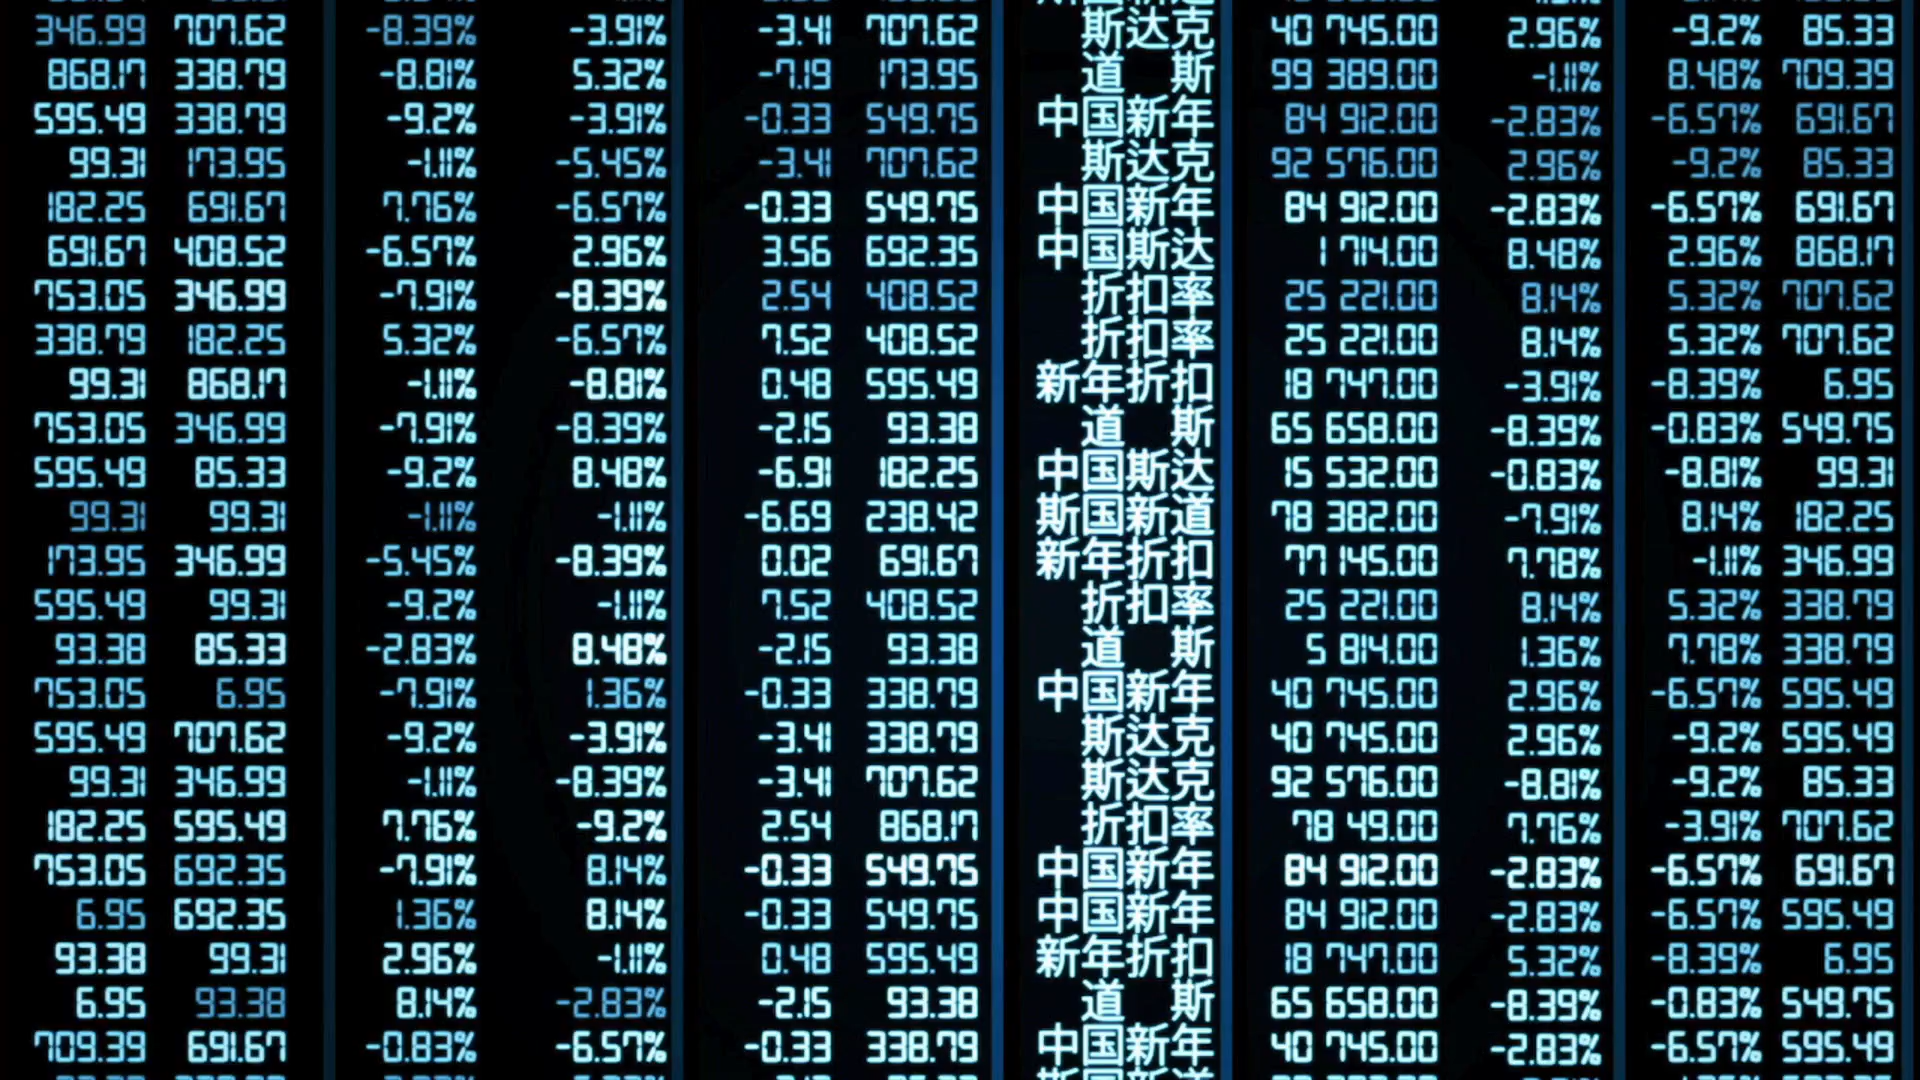 346.99 707.62 -8.39% -3.91% -3.41 707.62 斯达克 40 745.00 2.96% -9.2% 85.33
868.17 338.79 -8.81% 5.32% -7.19 173.95 道 斯 99 389.00 -1.11% 8.48% 709.39
595.49 338.79 -9.2% -3.91% -0.33 549.75 中国新年 84 912.00 -2.83% -6.57% 691.67
99.31 173.95 -1.11% -5.45% -3.41 707.62 斯达克 92 576.00 2.96% -9.2% 85.33
182.25 691.67 7.76% -6.57% -0.33 549.75 中国新年 84 912.00 -2.83% -6.57% 691.67
691.67 408.52 -6.57% 2.96% 3.56 692.35 中国斯达 1 714.00 8.48% 2.96% 868.17
753.05 346.99 -7.91% -8.39% 2.54 408.52 折扣率 25 221.00 8.14% 5.32% 707.62
338.79 182.25 5.32% -6.57% 7.52 408.52 折扣率 25 221.00 8.14% 5.32% 707.62
99.31 868.17 -1.11% -8.81% 0.48 595.49 新年折扣 18 747.00 -3.91% -8.39% 6.95
753.05 346.99 -7.91% -8.39% -2.15 93.38 道 斯 65 658.00 -8.39% -0.83% 549.75
595.49 85.33 -9.2% 8.48% -6.91 182.25 中国斯达 15 532.00 -0.83% -8.81% 99.31
99.31 99.31 -1.11% -1.11% -6.69 238.42 斯国新道 78 382.00 -7.91% 8.14% 182.25
173.95 346.99 -5.45% -8.39% 0.02 691.67 新年折扣 77 145.00 7.78% -1.11% 346.99
595.49 99.31 -9.2% -1.11% 7.52 408.52 折扣率 25 221.00 8.14% 5.32% 338.79
93.38 85.33 -2.83% 8.48% -2.15 93.38 道 斯 5 814.00 1.36% 7.78% 338.79
753.05 6.95 -7.91% 1.36% -0.33 338.79 中国新年 40 745.00 2.96% -6.57% 595.49
595.49 707.62 -9.2% -3.91% -3.41 338.79 斯达克 40 745.00 2.96% -9.2% 595.49
99.31 346.99 -1.11% -8.39% -3.41 707.62 斯达克 92 576.00 -8.81% -9.2% 85.33
182.25 595.49 7.76% -9.2% 2.54 868.17 折扣率 78 49.00 7.76% -3.91% 707.62
753.05 692.35 -7.91% 8.14% -0.33 549.75 中国新年 84 912.00 -2.83% -6.57% 691.67
6.95 692.35 1.36% 8.14% -0.33 549.75 中国新年 84 912.00 -2.83% -6.57% 595.49
93.38 99.31 2.96% -1.11% 0.48 595.49 新年折扣 18 747.00 5.32% -8.39% 6.95
6.95 93.38 8.14% -2.83% -2.15 93.38 道 斯 65 658.00 -8.39% -0.83% 549.75
709.39 691.67 -0.83% -6.57% -0.33 338.79 中国新年 40 745.00 -2.83% -6.57% 595.49